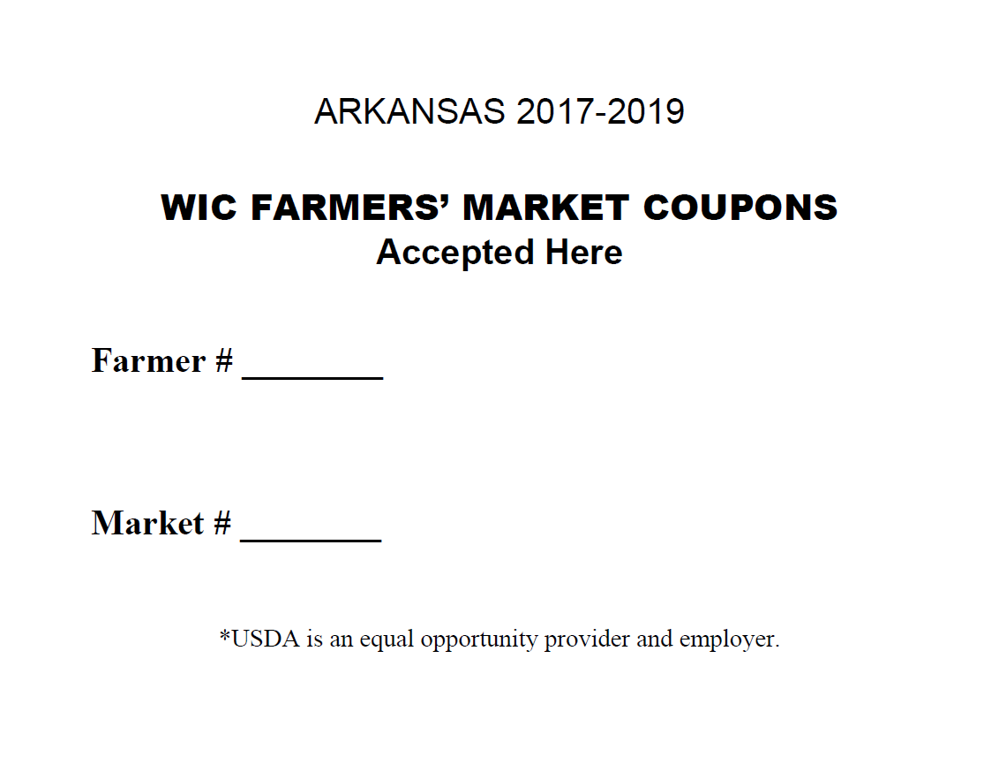 ARKANSAS 2017-2019
WIC FARMERS’ MARKET COUPONS
Accepted Here
Farmer # ________
Market # ________
*USDA is an equal opportunity provider and employer.